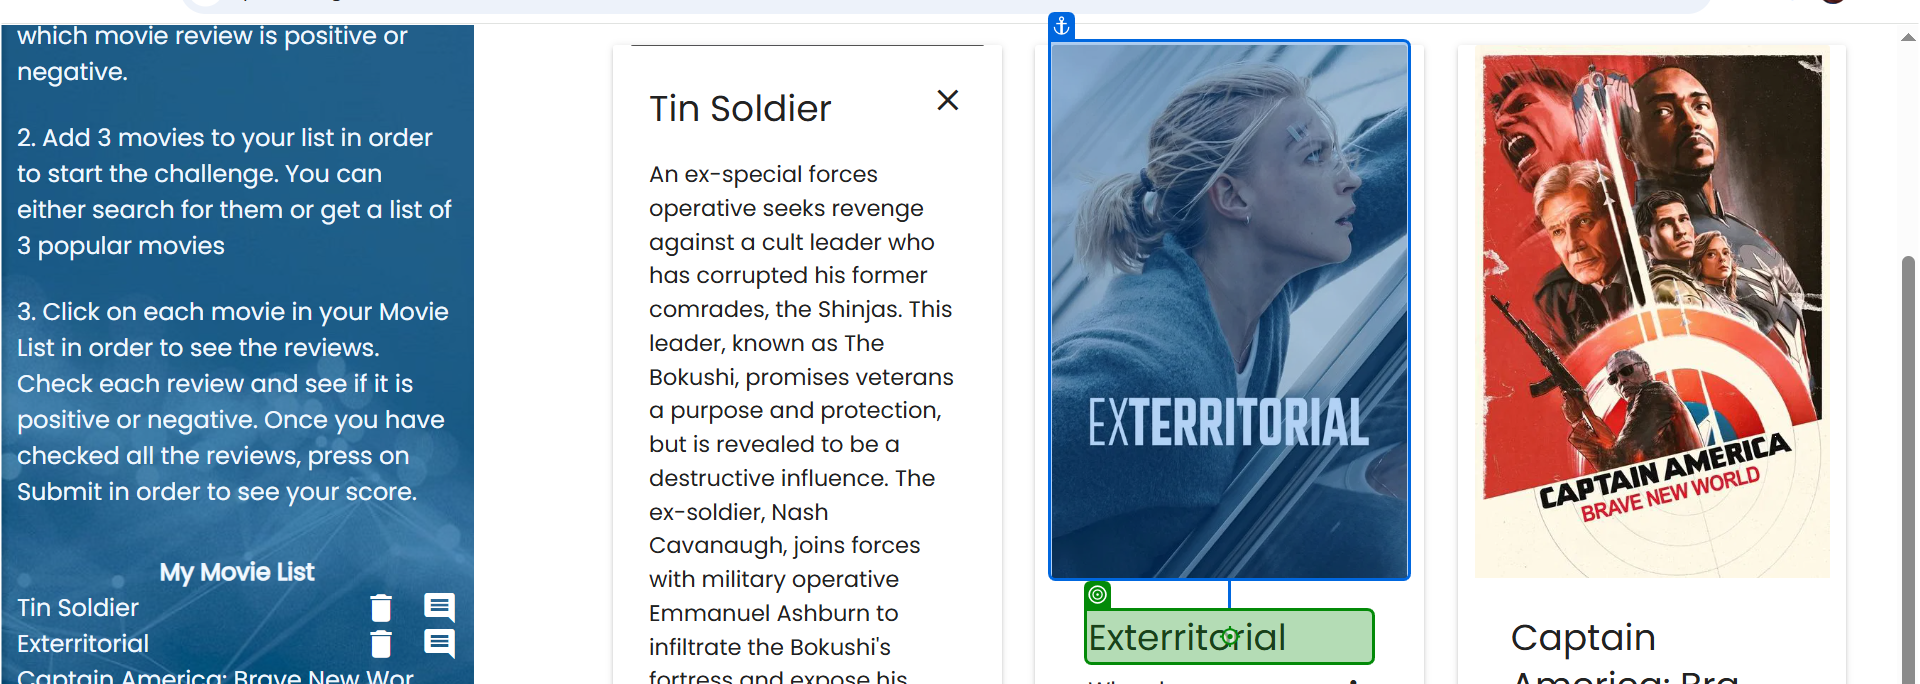 which movie review is positive or
negative.
2. Add 3 movies to your list in order
to start the challenge. You can
either search for them or get a list of
3 popular movies
3. Click on each movie in your Movie
List in order to see the reviews.
Check each review and see if it is
positive or negative. Once you have
checked all the reviews, press on
Submit in order to see your score.
My Movie List
Tin Soldier
Exterritorial
Captain America: Brave New Wor
Tin Soldier
An ex-special forces
operative seeks revenge
against a cult leader who
has corrupted his former
comrades, the Shinjas. This
leader, known as The
Bokushi, promises veterans
a purpose and protection,
but is revealed to be a
destructive influence. The
ex-soldier, Nash
Cavanaugh, joins forces
with military operative
Emmanuel Ashburn to
infiltrate the Bokushi's
fortress and expose his
EXTERRITORIAL
Exterritorial
CAPTAIN AMERICA
BRAVE NEW WORLD
Captain
America: Bra